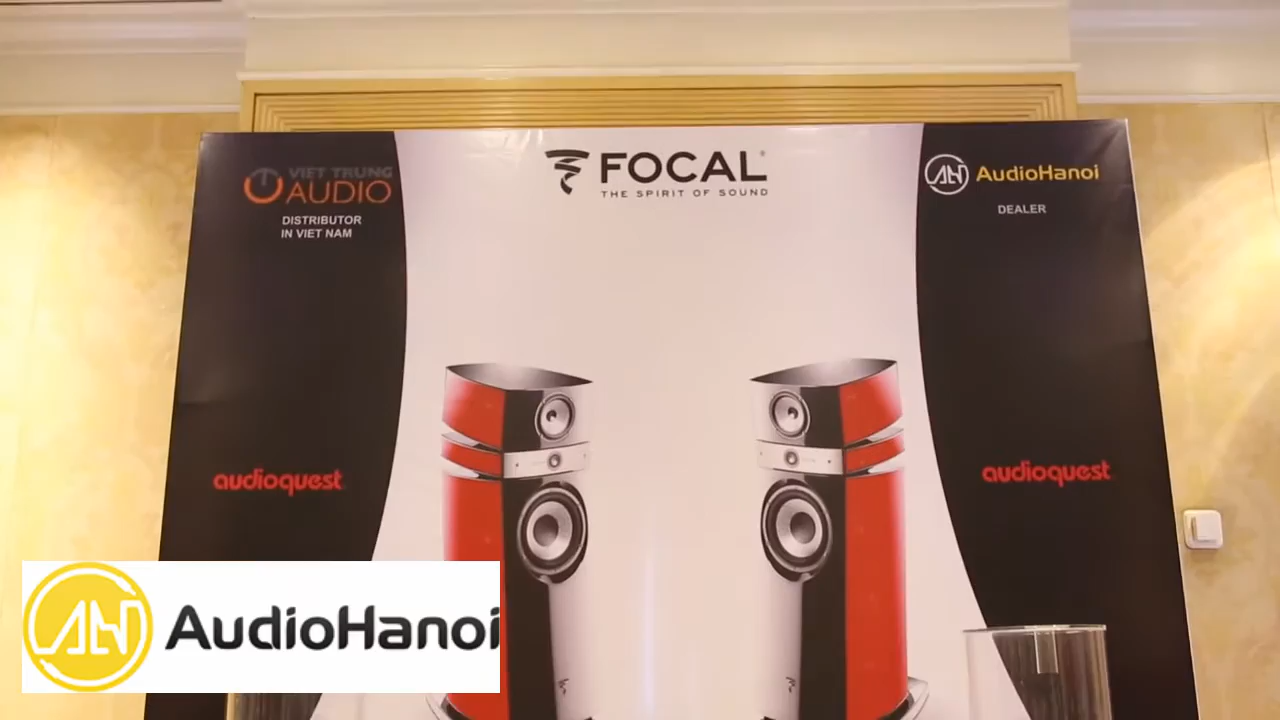 VIET TRUNG
AUDIO
DISTRIBUTOR
IN VIET NAM
FOCAL®
THE SPIRIT OF SOUND
AudioHanoi
DEALER
audioquest
audioquest
AudioHanoi